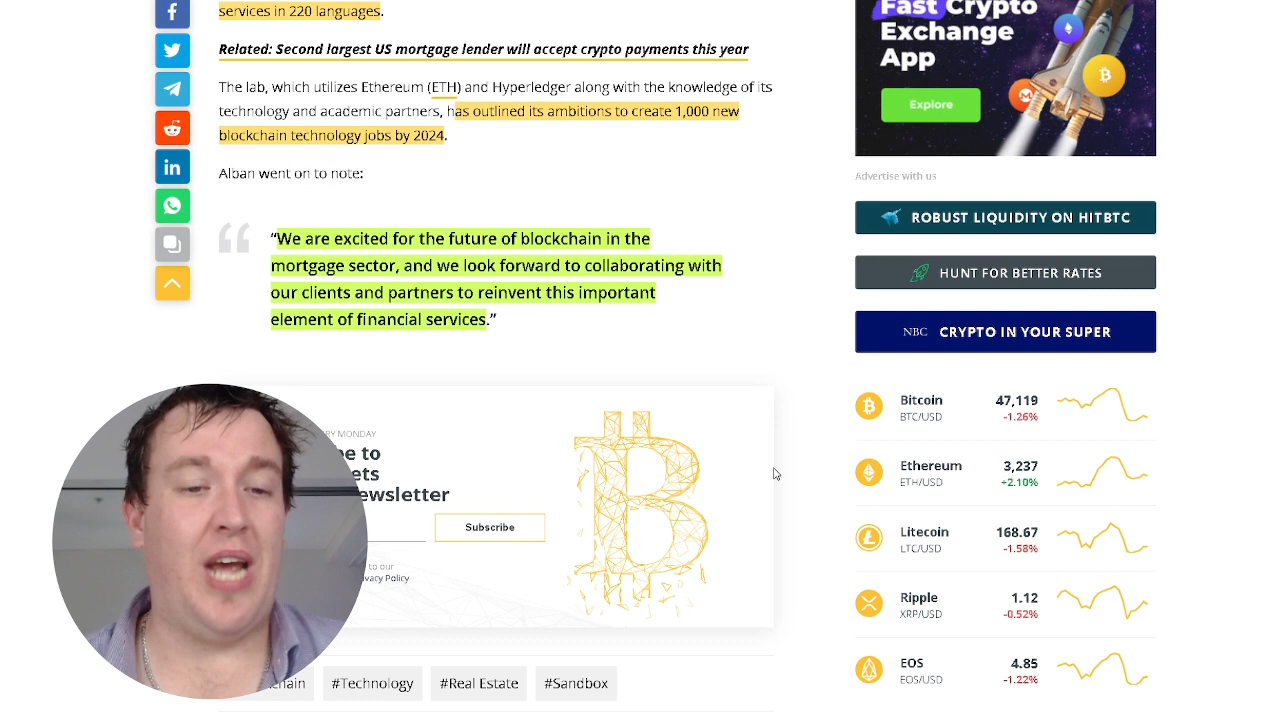 services in 220 languages.
Related: Second largest US mortgage lender will accept crypto payments this year
The lab, which utilizes Ethereum (ETH) and Hyperledger along with the knowledge of its
technology and academic partners, has outlined its ambitions to create 1,000 new
blockchain technology jobs by 2024.
Alban went on to note:
“We are excited for the future of blockchain in the
mortgage sector, and we look forward to collaborating with
our clients and partners to reinvent this important
element of financial services.”
MONDAY
Subscribe
to our
Policy
#Technology
#Real Estate
#Sandbox
Fast Crypto
Exchange
App
Explore
Advertise with us
ROBUST LIQUIDITY ON HITBTC
HUNT FOR BETTER RATES
NBC CRYPTO IN YOUR SUPER
Bitcoin 47,119
BTC/USD -1.26%
Ethereum 3,237
ETH/USD +2.10%
Litecoin 168.67
LTC/USD -1.58%
Ripple 1.12
XRP/USD -0.52%
EOS 4.85
EOS/USD -1.22%